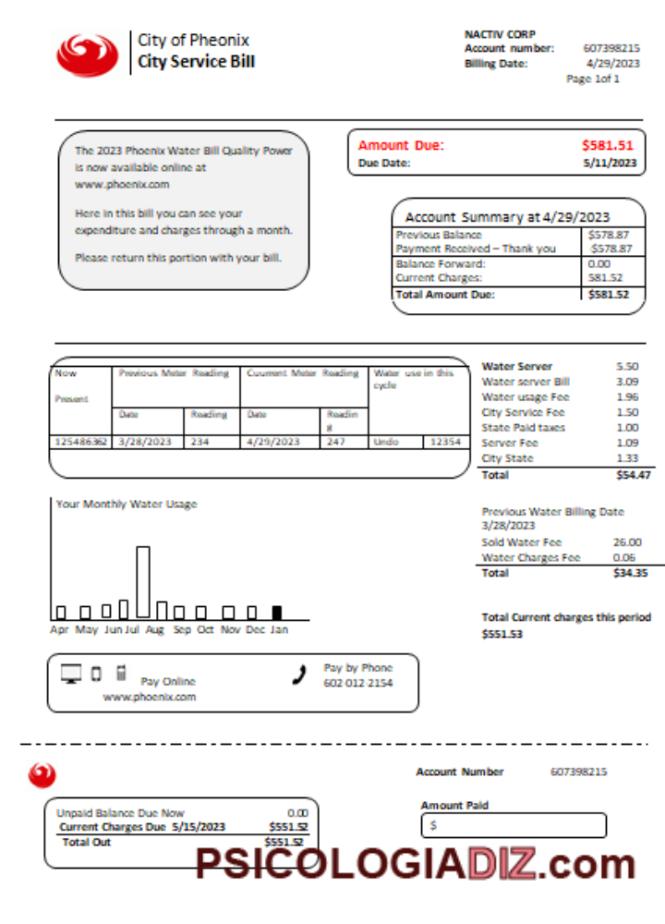 City of Pheonix
City Service Bill
NACTIV CORP
Account number: 607398215
Billing Date: 4/29/2023
Page 1of 1
The 2023 Phoenix Water Bill Quality Power
is now available online at
www.phoenix.com
Here in this bill you can see your
expenditure and charges through a month.
Please return this portion with your bill.
Amount Due: $581.51
Due Date: 5/11/2023
Account Summary at 4/29/2023
Previous Balance $578.87
Payment Received – Thank you $578.87
Balance Forward: 0.00
Current Charges: 581.52
Total Amount Due: $581.52
Now Present Previous Meter Reading Cuument Meter Reading Water use in this cycle
Date Reading Date Reading
125486362 3/28/2023 234 4/29/2023 247 Undo 12354
Water Server 5.50
Water server Bill 3.09
Water usage Fee 1.96
City Service Fee 1.50
State Paid taxes 1.00
Server Fee 1.09
City State 1.33
Total $54.47
Your Monthly Water Usage
Apr May Jun Jul Aug Sep Oct Nov Dec Jan
Previous Water Billing Date
3/28/2023
Sold Water Fee 26.00
Water Charges Fee 0.06
Total $34.35
Total Current charges this period
$551.53
Pay Online
www.phoenix.com
Pay by Phone
602 012 2154
Account Number 607398215
Unpaid Balance Due Now 0.00
Current Charges Due 5/15/2023 $551.52
Total Out $551.52
Amount Paid
$
PSICOLOGIADIZ.com